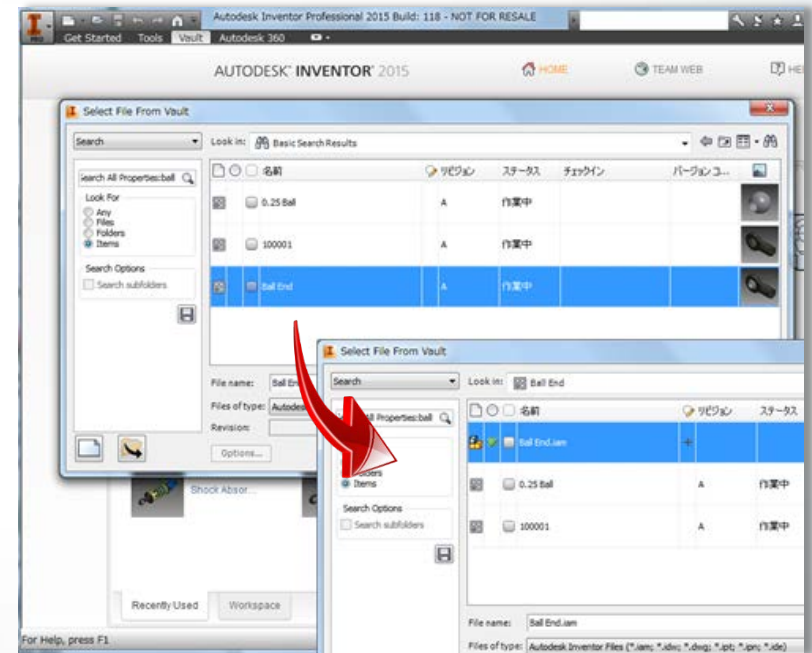 Autodesk Inventor Professional 2015 Build: 118 - NOT FOR RESALE
PRO
Get Started Tools Vault Autodesk 360
AUTODESK® INVENTOR® 2015
HOME
TEAM WEB
Select File From Vault
Search
Look in: Basic Search Results
Search All Properties:ball
名前 リビジョン ステータス チェックイン バージョン コ...
Look For
Any
Files
Folders
Items
0.25 Ball A 作業中
100001 A 作業中
Search Options
Search subfolders
Ball End A 作業中
File name:
Files of type:
Revision:
Options...
Select File From Vault
Search
Look in: Ball End
All Properties:ball
名前 リビジョン ステータス
Ball End.iam +
Items
0.25 Ball A 作業中
Search Options
Search subfolders
100001 A 作業中
File name: Ball End.iam
Files of type: Autodesk Inventor Files (*.iam; *.idw; *.dwg; *.ipt; *.ipn; *.ide)
Shock Absor...
Recently Used Workspace
For Help, press F1